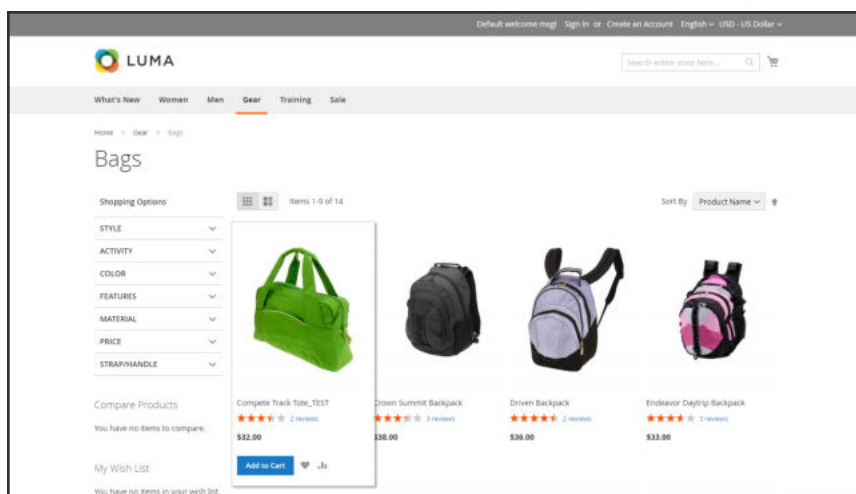 Default welcome msg! Sign In or Create an Account English USD - US Dollar
LUMA
Search entire store here...
What's New Women Men Gear Training Sale
Home > Gear > Bags
Bags
Shopping Options
Items 1-9 of 14
Sort By Product Name
STYLE
ACTIVITY
COLOR
FEATURES
MATERIAL
PRICE
STRAP/HANDLE
Compare Products
You have no items to compare.
My Wish List
You have no items in your wish list.
Compete Track Tote_TEST
2 reviews
$32.00
Add to Cart
Crown Summit Backpack
3 reviews
$38.00
Driven Backpack
2 reviews
$36.00
Endeavor Daytrip Backpack
3 reviews
$33.00